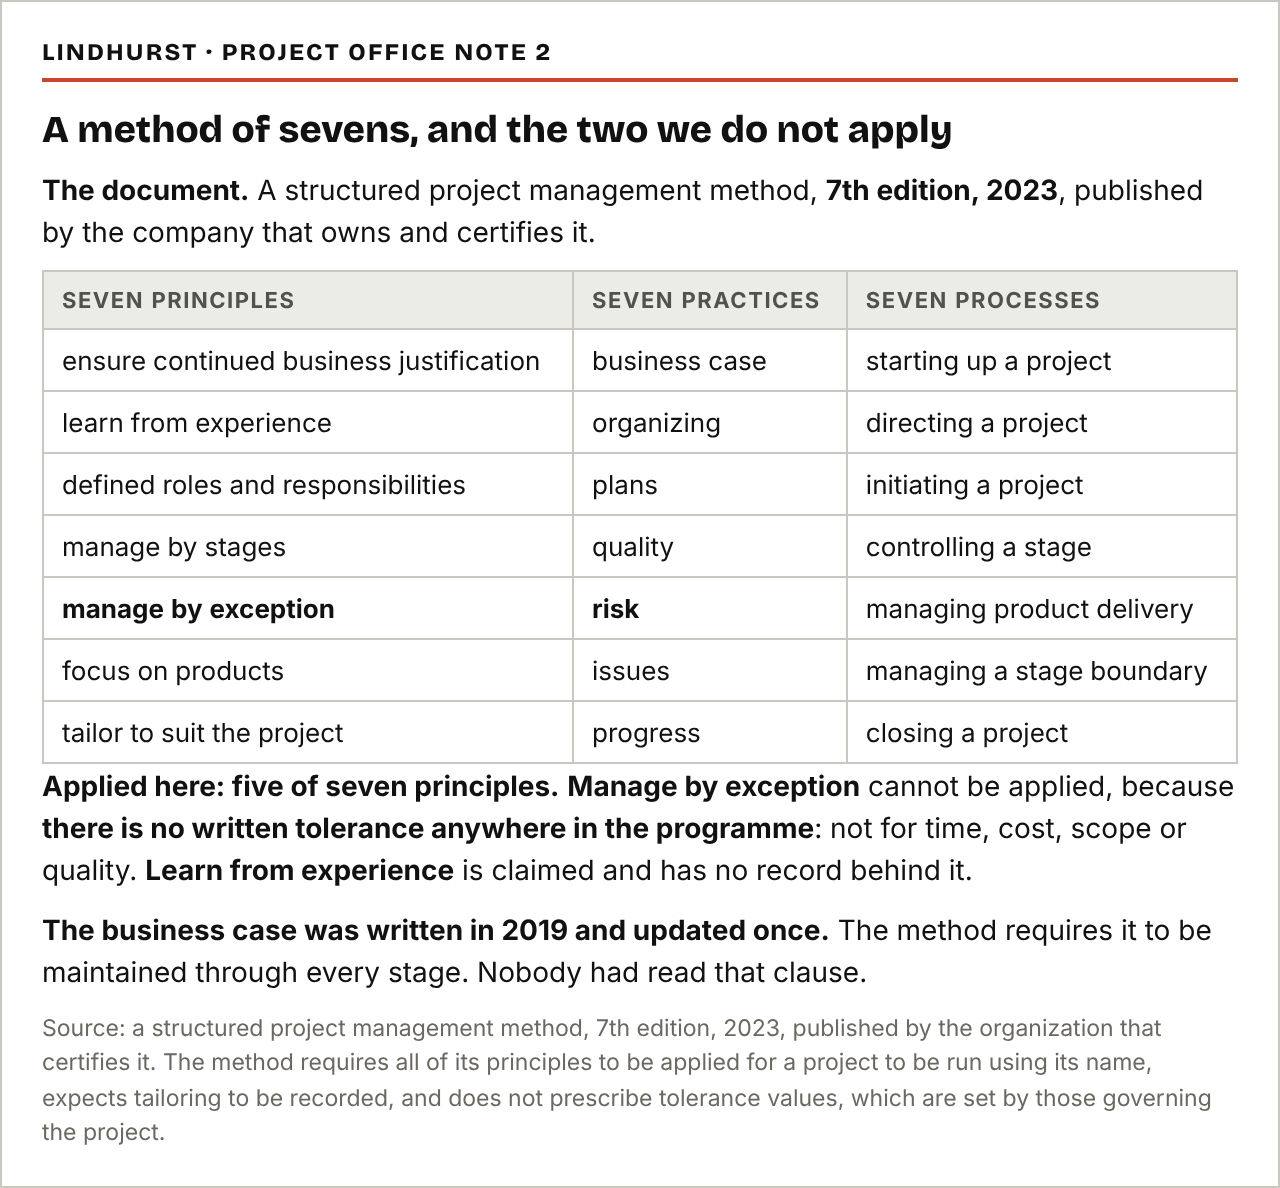 LINDHURST · PROJECT OFFICE NOTE 2
A method of sevens, and the two we do not apply
The document. A structured project management method, 7th edition, 2023, published
by the company that owns and certifies it.
SEVEN PRINCIPLES SEVEN PRACTICES SEVEN PROCESSES
ensure continued business justification business case starting up a project
learn from experience organizing directing a project
defined roles and responsibilities plans initiating a project
manage by stages quality controlling a stage
manage by exception risk managing product delivery
focus on products issues managing a stage boundary
tailor to suit the project progress closing a project
Applied here: five of seven principles. Manage by exception cannot be applied, because
there is no written tolerance anywhere in the programme: not for time, cost, scope or
quality. Learn from experience is claimed and has no record behind it.
The business case was written in 2019 and updated once. The method requires it to be
maintained through every stage. Nobody had read that clause.
Source: a structured project management method, 7th edition, 2023, published by the organization that
certifies it. The method requires all of its principles to be applied for a project to be run using its name,
expects tailoring to be recorded, and does not prescribe tolerance values, which are set by those governing
the project.